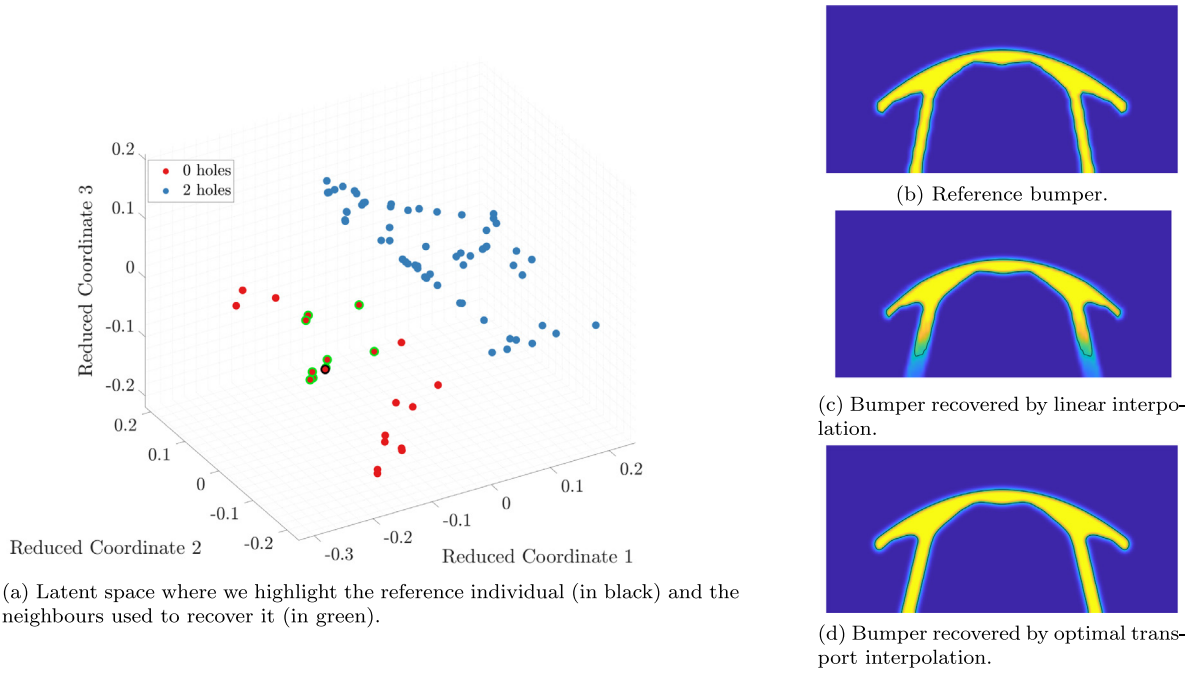 0.2
0.1
0
-0.1
-0.2
Reduced Coordinate 3
0 holes
2 holes
0.2
0.1
0
-0.1
-0.2
Reduced Coordinate 2
-0.3
-0.2
-0.1
0
0.1
0.2
Reduced Coordinate 1
(a) Latent space where we highlight the reference individual (in black) and the
neighbours used to recover it (in green).
(b) Reference bumper.
(c) Bumper recovered by linear interpo-
lation.
(d) Bumper recovered by optimal trans-
port interpolation.